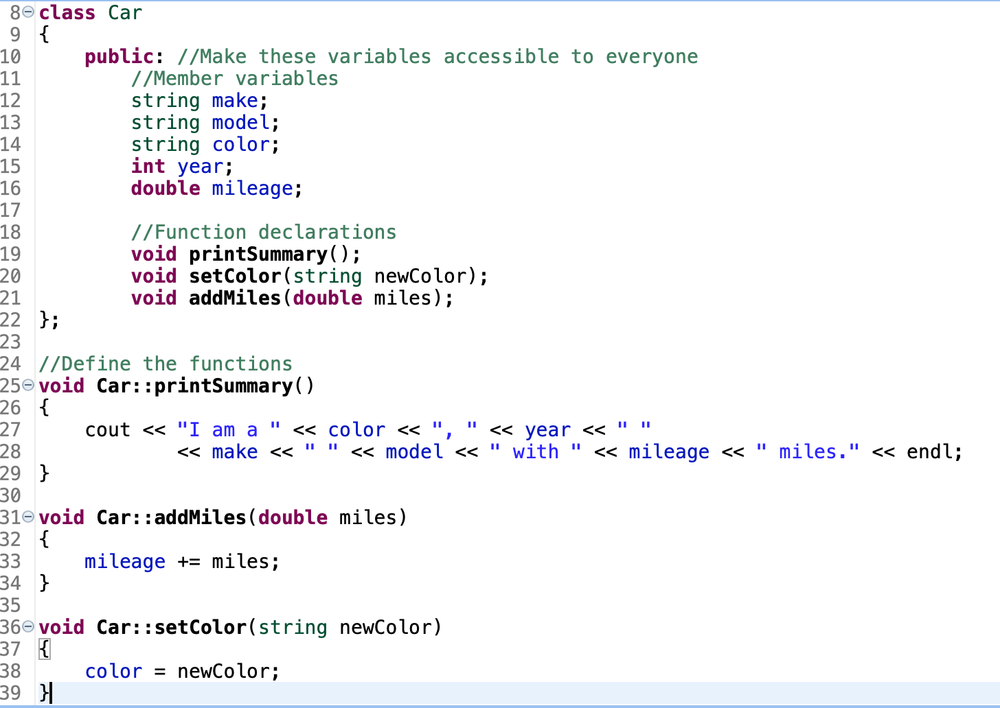 8 class Car
9 {
10     public: //Make these variables accessible to everyone
11         //Member variables
12         string make;
13         string model;
14         string color;
15         int year;
16         double mileage;
17
18         //Function declarations
19         void printSummary();
20         void setColor(string newColor);
21         void addMiles(double miles);
22 };
23
24 //Define the functions
25 void Car::printSummary()
26 {
27     cout << "I am a " << color << ", " << year << " "
28             << make << " " << model << " with " << mileage << " miles." << endl;
29 }
30
31 void Car::addMiles(double miles)
32 {
33     mileage += miles;
34 }
35
36 void Car::setColor(string newColor)
37 {
38     color = newColor;
39 }